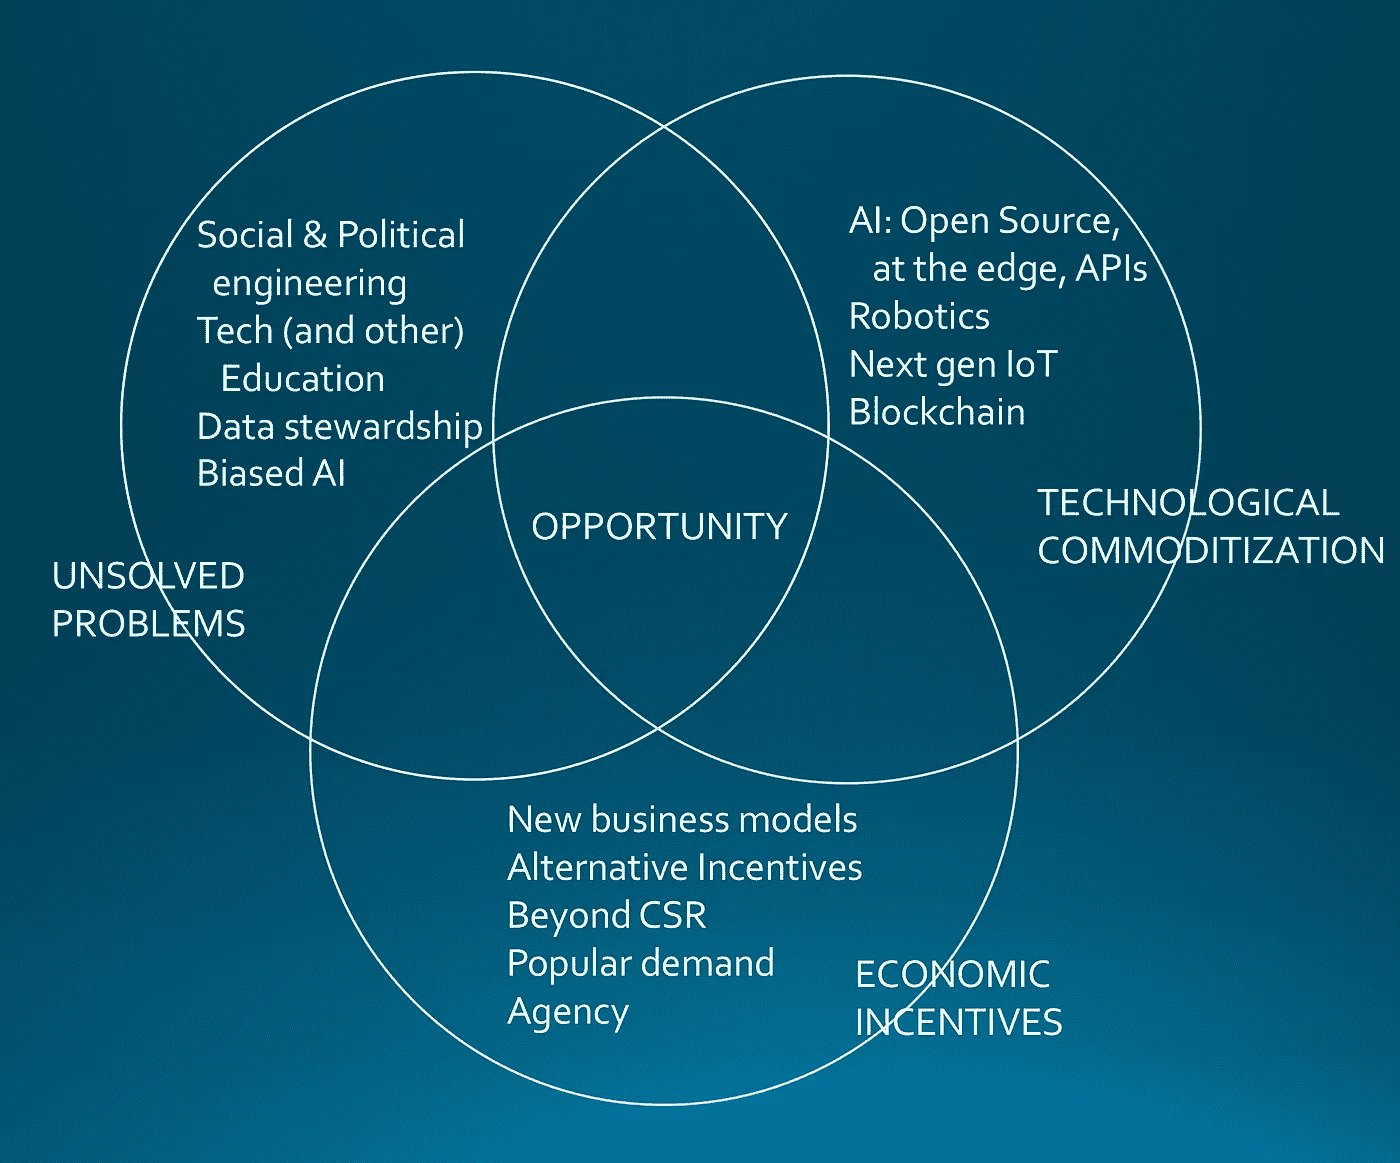 Social & Political
engineering
Tech (and other)
Education
Data stewardship
Biased AI
UNSOLVED
PROBLEMS
AI: Open Source,
at the edge, APIs
Robotics
Next gen IoT
Blockchain
TECHNOLOGICAL
COMMODITIZATION
OPPORTUNITY
New business models
Alternative Incentives
Beyond CSR
Popular demand
Agency
ECONOMIC
INCENTIVES